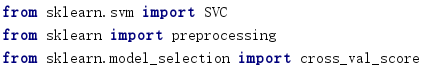 from sklearn.svm import SVC
from sklearn import preprocessing
from sklearn.model_selection import cross_val_score